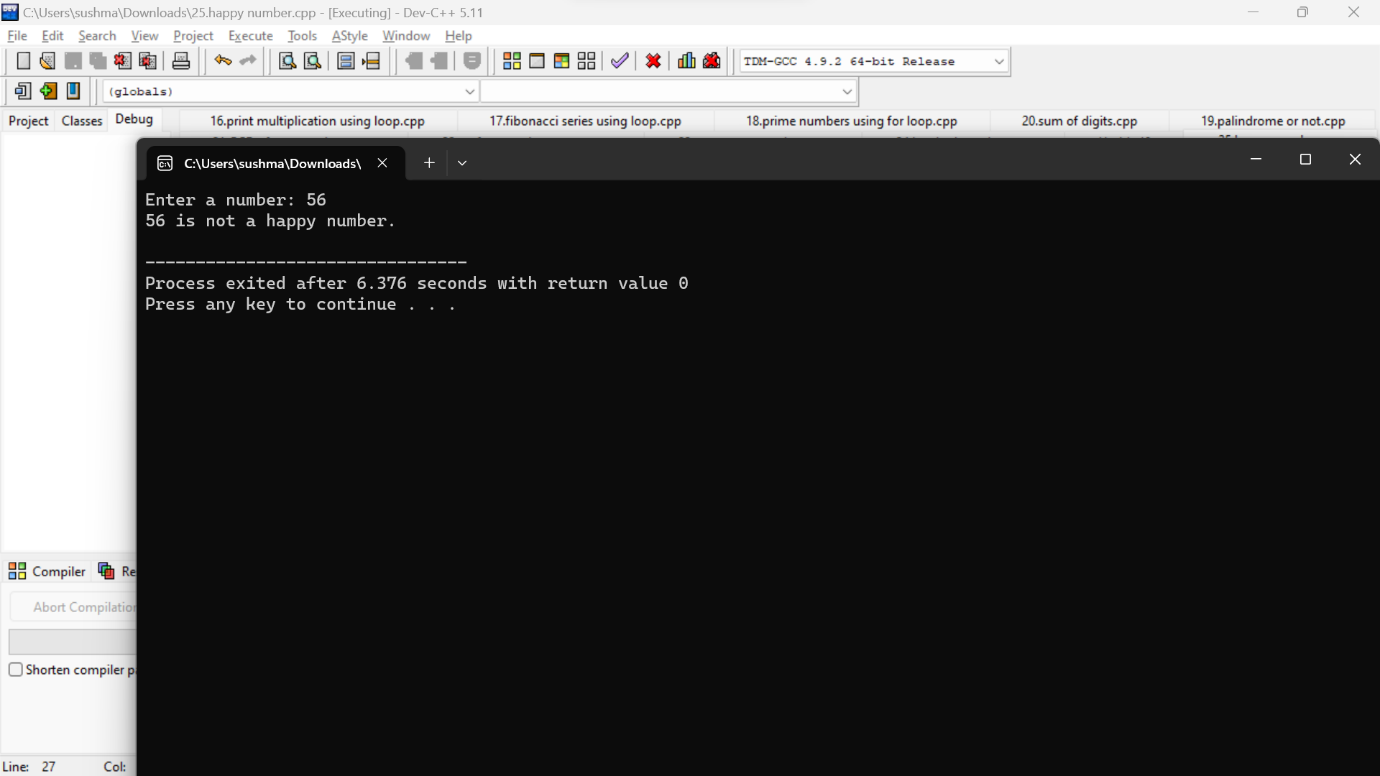 C:\Users\sushma\Downloads\25.happy number.cpp - [Executing] - Dev-C++ 5.11
File Edit Search View Project Execute Tools AStyle Window Help
TDM-GCC 4.9.2 64-bit Release
(globals)
Project Classes Debug 16.print multiplication using loop.cpp 17.fibonacci series using loop.cpp 18.prime numbers using for loop.cpp 20.sum of digits.cpp 19.palindrome or not.cpp
C:\Users\sushma\Downloads\
Enter a number: 56
56 is not a happy number.
--------------------------------
Process exited after 6.376 seconds with return value 0
Press any key to continue . . .
Compiler Re
Abort Compilation
Shorten compiler p
Line: 27 Col: